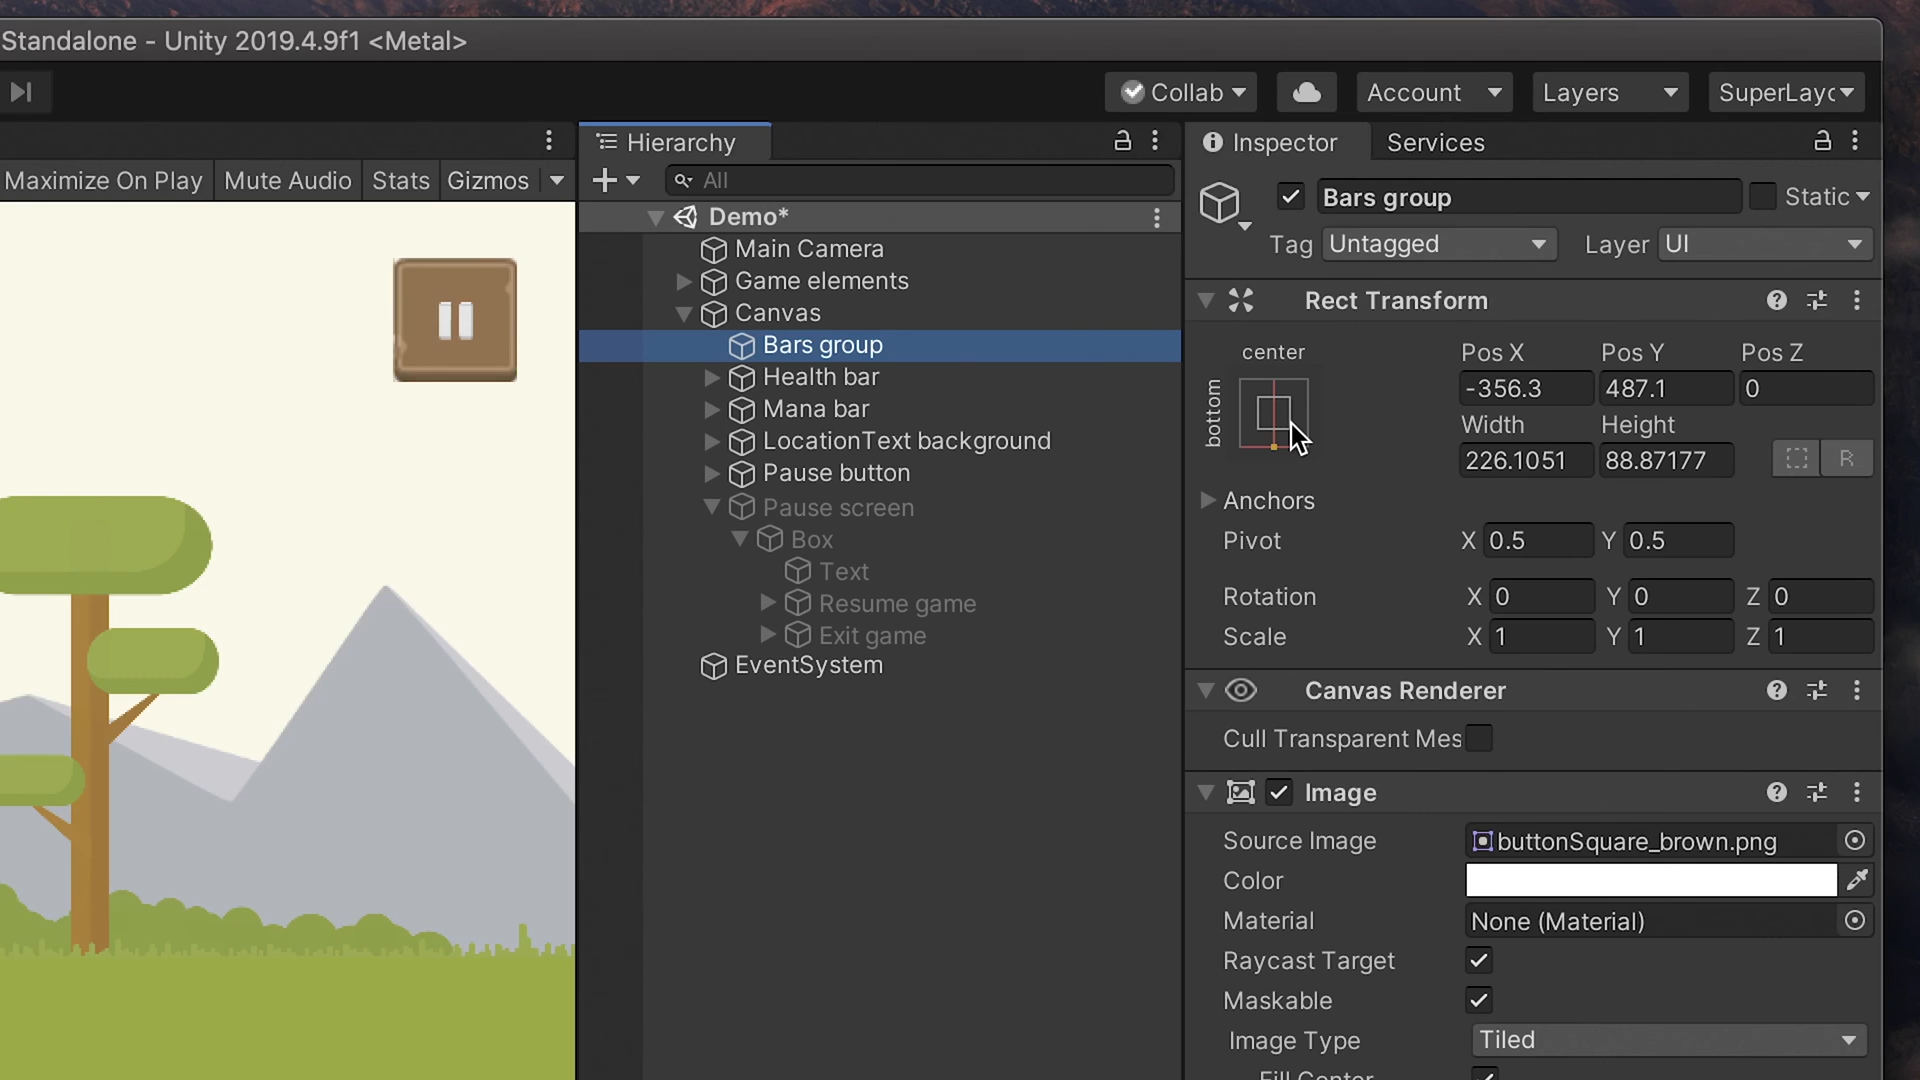 Standalone - Unity 2019.4.9f1 <Metal>
Collab
Account
Layers
SuperLayc
Maximize On Play
Mute Audio
Stats
Gizmos
Hierarchy
All
Demo*
Main Camera
Game elements
Canvas
Bars group
Health bar
Mana bar
LocationText background
Pause button
Pause screen
Box
Text
Resume game
Exit game
EventSystem
Inspector
Services
Bars group
Static
Tag Untagged
Layer UI
Rect Transform
center
bottom
Pos X Pos Y Pos Z
-356.3 487.1 0
Width Height
226.1051 88.87177
R
Anchors
Pivot X 0.5 Y 0.5
Rotation X 0 Y 0 Z 0
Scale X 1 Y 1 Z 1
Canvas Renderer
Cull Transparent Mes
Image
Source Image buttonSquare_brown.png
Color
Material None (Material)
Raycast Target
Maskable
Image Type Tiled
Fill Center